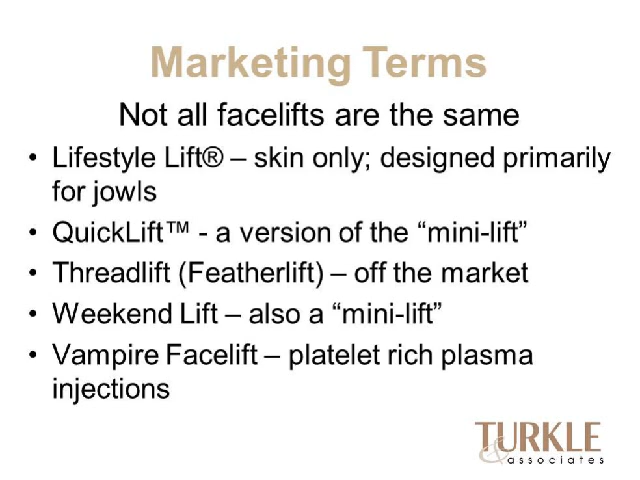 Marketing Terms
Not all facelifts are the same
• Lifestyle Lift® – skin only; designed primarily
for jowls
• QuickLift™ - a version of the “mini-lift”
• Threadlift (Featherlift) – off the market
• Weekend Lift – also a “mini-lift”
• Vampire Facelift – platelet rich plasma
injections
TURKLE
& associates